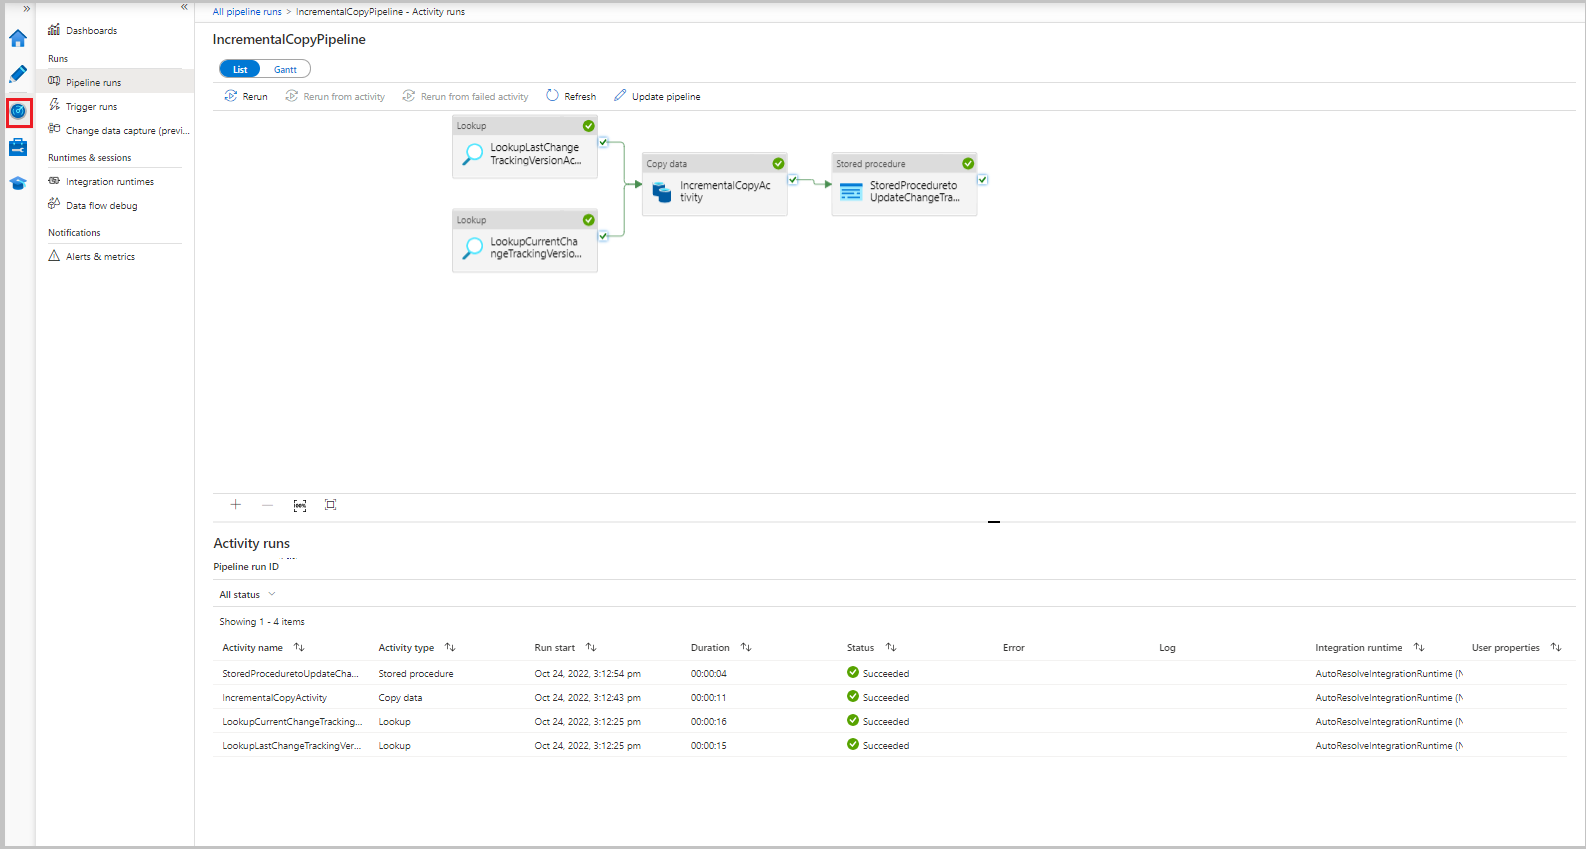 All pipeline runs > IncrementalCopyPipeline - Activity runs
Dashboards
Runs
Pipeline runs
Trigger runs
Change data capture (previ...
Runtimes & sessions
Integration runtimes
Data flow debug
Notifications
Alerts & metrics
IncrementalCopyPipeline
List Gantt
Rerun Rerun from activity Rerun from failed activity Refresh Update pipeline
Lookup
LookupLastChange
TrackingVersionAc...
Lookup
LookupCurrentCha
ngeTrackingVersio...
Copy data
IncrementalCopyAc
tivity
Stored procedure
StoredProcedureto
UpdateChangeTra...
100%
Activity runs
Pipeline run ID
All status
Showing 1 - 4 items
Activity name Activity type Run start Duration Status Error Log Integration runtime User properties
StoredProceduretoUpdateCha... Stored procedure Oct 24, 2022, 3:12:54 pm 00:00:04 Succeeded AutoResolveIntegrationRuntime (N
IncrementalCopyActivity Copy data Oct 24, 2022, 3:12:43 pm 00:00:11 Succeeded AutoResolveIntegrationRuntime (N
LookupCurrentChangeTracking... Lookup Oct 24, 2022, 3:12:25 pm 00:00:16 Succeeded AutoResolveIntegrationRuntime (N
LookupLastChangeTrackingVer... Lookup Oct 24, 2022, 3:12:25 pm 00:00:15 Succeeded AutoResolveIntegrationRuntime (N